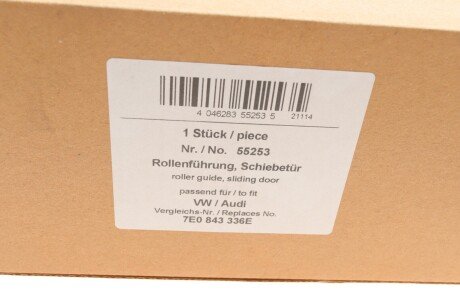 4 046283 55253 5 21114
1 Stück / piece
Nr. / No. 55253
Rollenführung, Schiebetür
roller guide, sliding door
passend für / to fit
VW / Audi
Vergleichs-Nr. / Replaces No.
7E0 843 336E